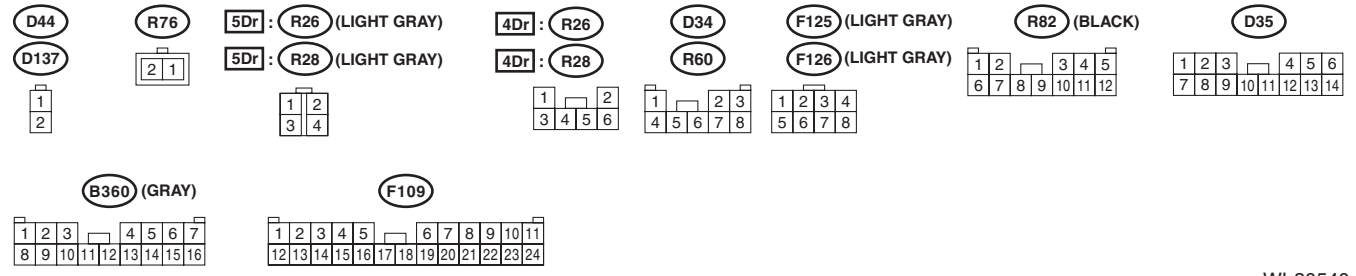 D44 R76 5Dr : R26 (LIGHT GRAY) 4Dr : R26 D34 F125 (LIGHT GRAY) R82 (BLACK) D35
D137 5Dr : R28 (LIGHT GRAY) 4Dr : R28 R60 F126 (LIGHT GRAY)
2 1
1
2
1 2
3 4
1 2
3 4 5 6
1 2 3
4 5 6 7 8
1 2 3 4
5 6 7 8
1 2 3 4 5
6 7 8 9 10 11 12
1 2 3 4 5 6
7 8 9 10 11 12 13 14
B360 (GRAY) F109
1 2 3 4 5 6 7
8 9 10 11 12 13 14 15 16
1 2 3 4 5 6 7 8 9 10 11
12 13 14 15 16 17 18 19 20 21 22 23 24